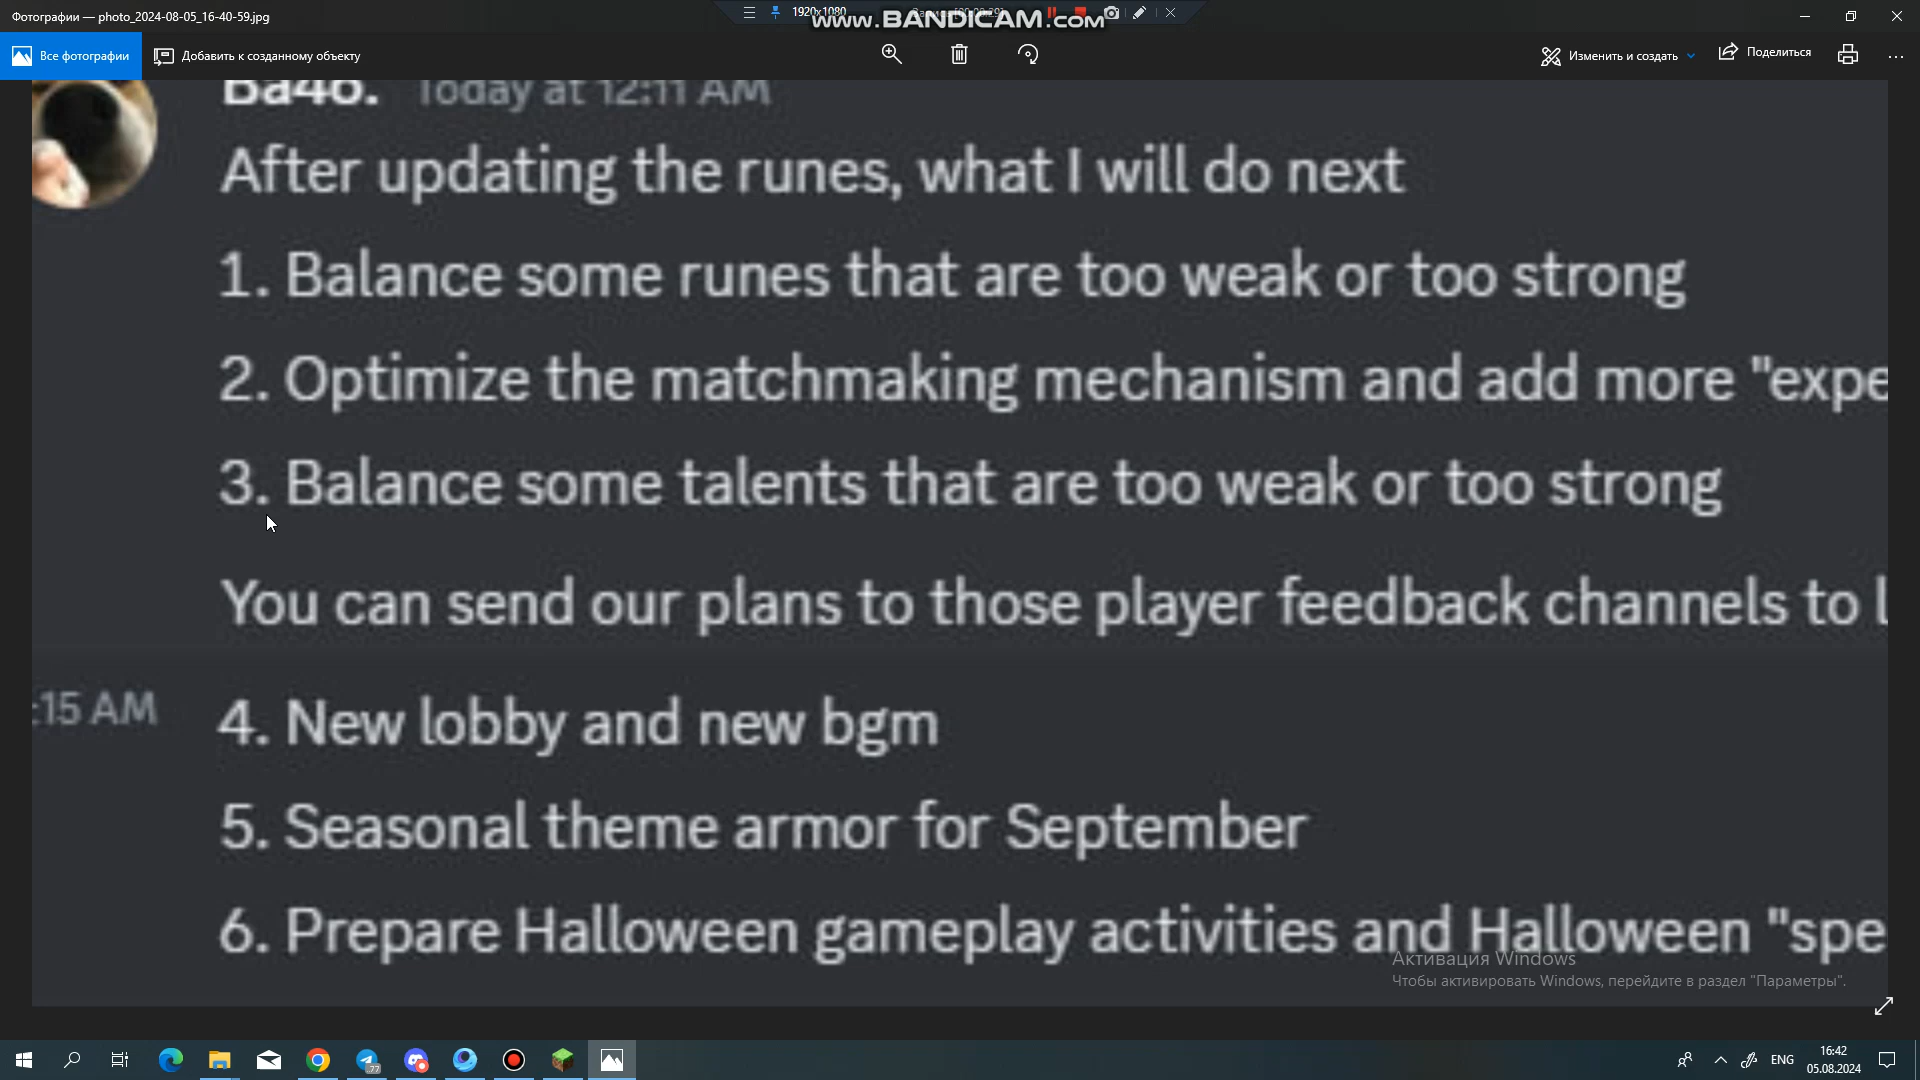 Фотографии — photo_2024-08-05_16-40-59.jpg
1920x1080
www.BANDICAM.com
Все фотографии
Добавить к созданному объекту
Изменить и создать
Поделиться
Today at 12:11 AM
After updating the runes, what I will do next
1. Balance some runes that are too weak or too strong
2. Optimize the matchmaking mechanism and add more "expe
3. Balance some talents that are too weak or too strong
You can send our plans to those player feedback channels to l
:15 AM
4. New lobby and new bgm
5. Seasonal theme armor for September
6. Prepare Halloween gameplay activities and Halloween "spe
Активация Windows
Чтобы активировать Windows, перейдите в раздел "Параметры".
77
ENG
16:42
05.08.2024